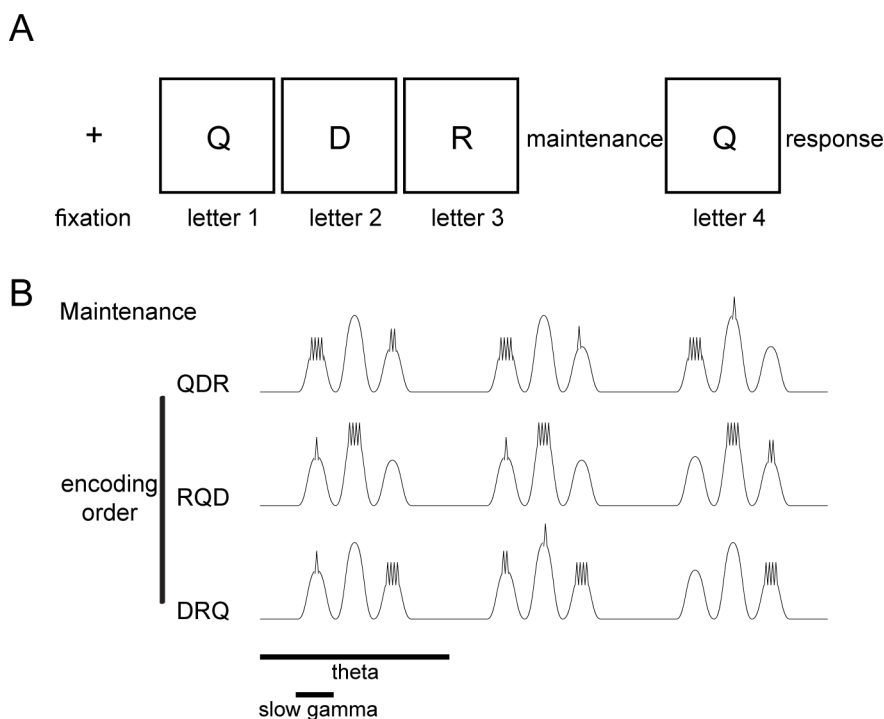 A
+
Q
D
R
maintenance
Q
response
fixation
letter 1
letter 2
letter 3
letter 4
B
Maintenance
QDR
encoding
order
RQD
DRQ
theta
slow gamma